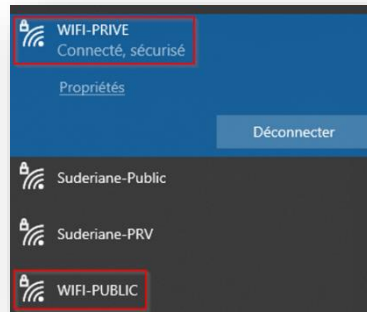 WIFI-PRIVE
Connecté, sécurisé
Propriétés
Déconnecter
Suderiane-Public
Suderiane-PRV
WIFI-PUBLIC